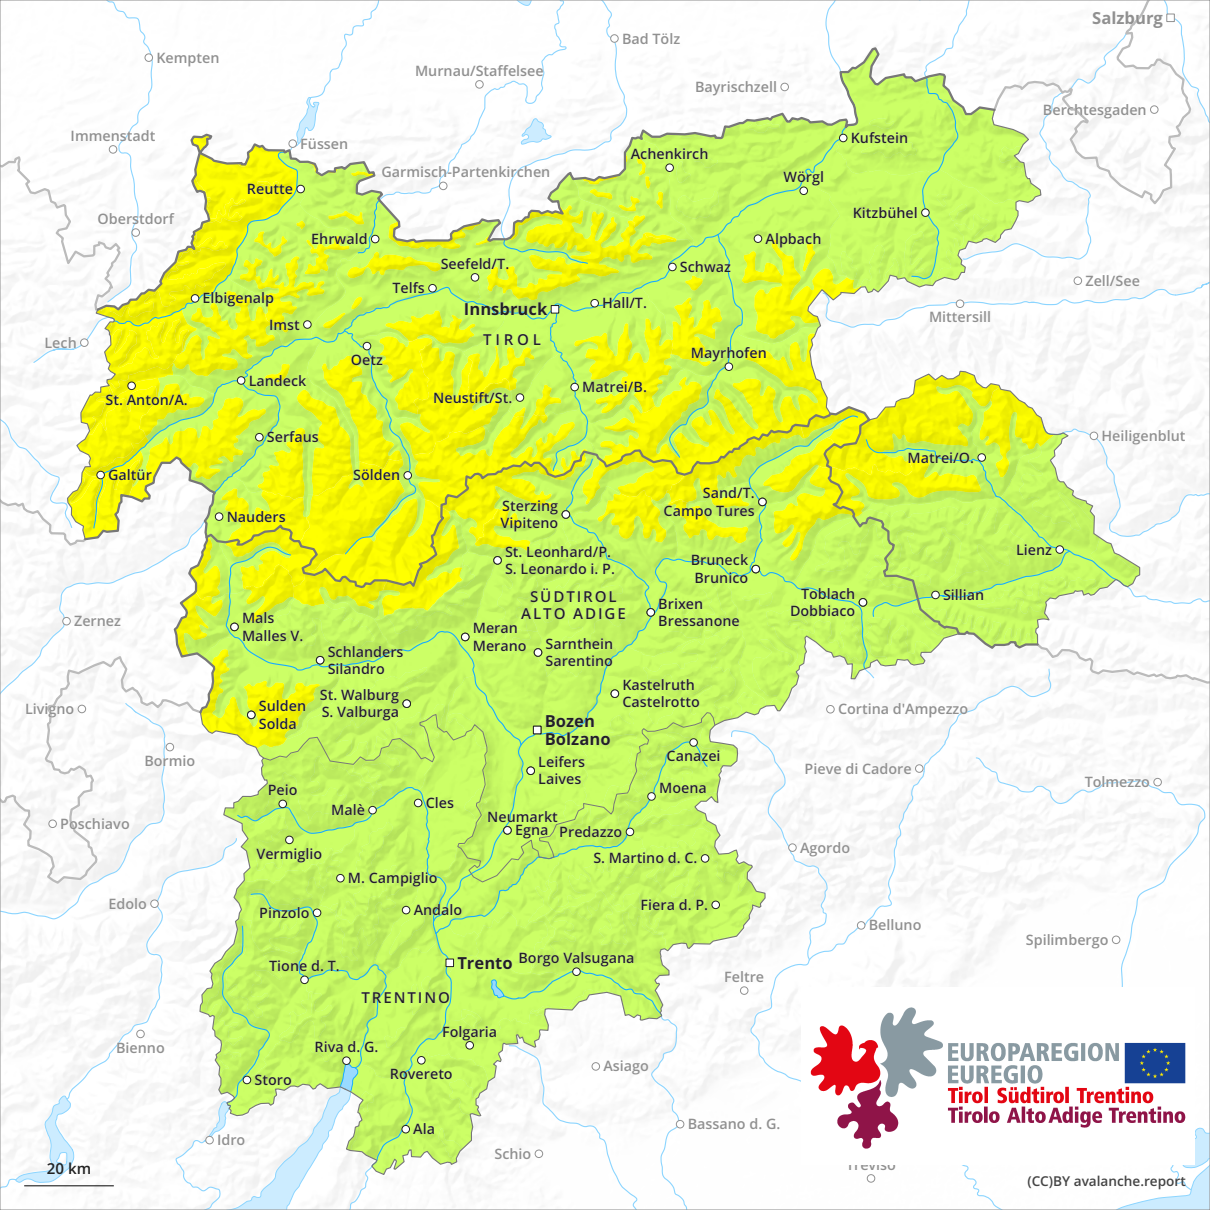 Salzburg
Bad Tölz
Kempten
Murnau/Staffelsee
Bayrischzell
Berchtesgaden
Immenstadt
Füssen
Kufstein
Achenkirch
Garmisch-Partenkirchen
Wörgl
Reutte
Oberstdorf
Kitzbühel
Ehrwald
Alpbach
Seefeld/T.
Schwaz
Zell/See
Telfs
Elbigenalp
Hall/T.
Innsbruck
Mittersill
Imst
TIROL
Lech
Oetz
Mayrhofen
Landeck
Matrei/B.
St. Anton/A.
Neustift/St.
Serfaus
Heiligenblut
Matrei/O.
Galtür
Sölden
Sand/T.
Campo Tures
Sterzing
Vipiteno
Nauders
Lienz
St. Leonhard/P.
S. Leonardo i. P.
Bruneck
Brunico
SÜDTIROL
ALTO ADIGE
Toblach
Dobbiaco
Sillian
Brixen
Bressanone
Zernez
Mals
Malles V.
Meran
Merano
Sarnthein
Sarentino
Schlanders
Silandro
Kastelruth
Castelrotto
St. Walburg
S. Valburga
Livigno
Sulden
Solda
Cortina d'Ampezzo
Bozen
Bolzano
Bormio
Canazei
Leifers
Laives
Pieve di Cadore
Tolmezzo
Peio
Moena
Malè
Cles
Poschiavo
Neumarkt
Egna
Predazzo
Vermiglio
Agordo
S. Martino d. C.
M. Campiglio
Edolo
Pinzolo
Andalo
Fiera d. P.
Belluno
Spilimbergo
Trento
Borgo Valsugana
Tione d. T.
Feltre
TRENTINO
Folgaria
Bienno
Riva d. G.
Rovereto
Asiago
Storo
EUROPAREGION
EUREGIO
Tirol Südtirol Trentino
Tirolo Alto Adige Trentino
Ala
Bassano d. G.
Idro
Schio
Treviso
20 km
(CC)BY avalanche.report